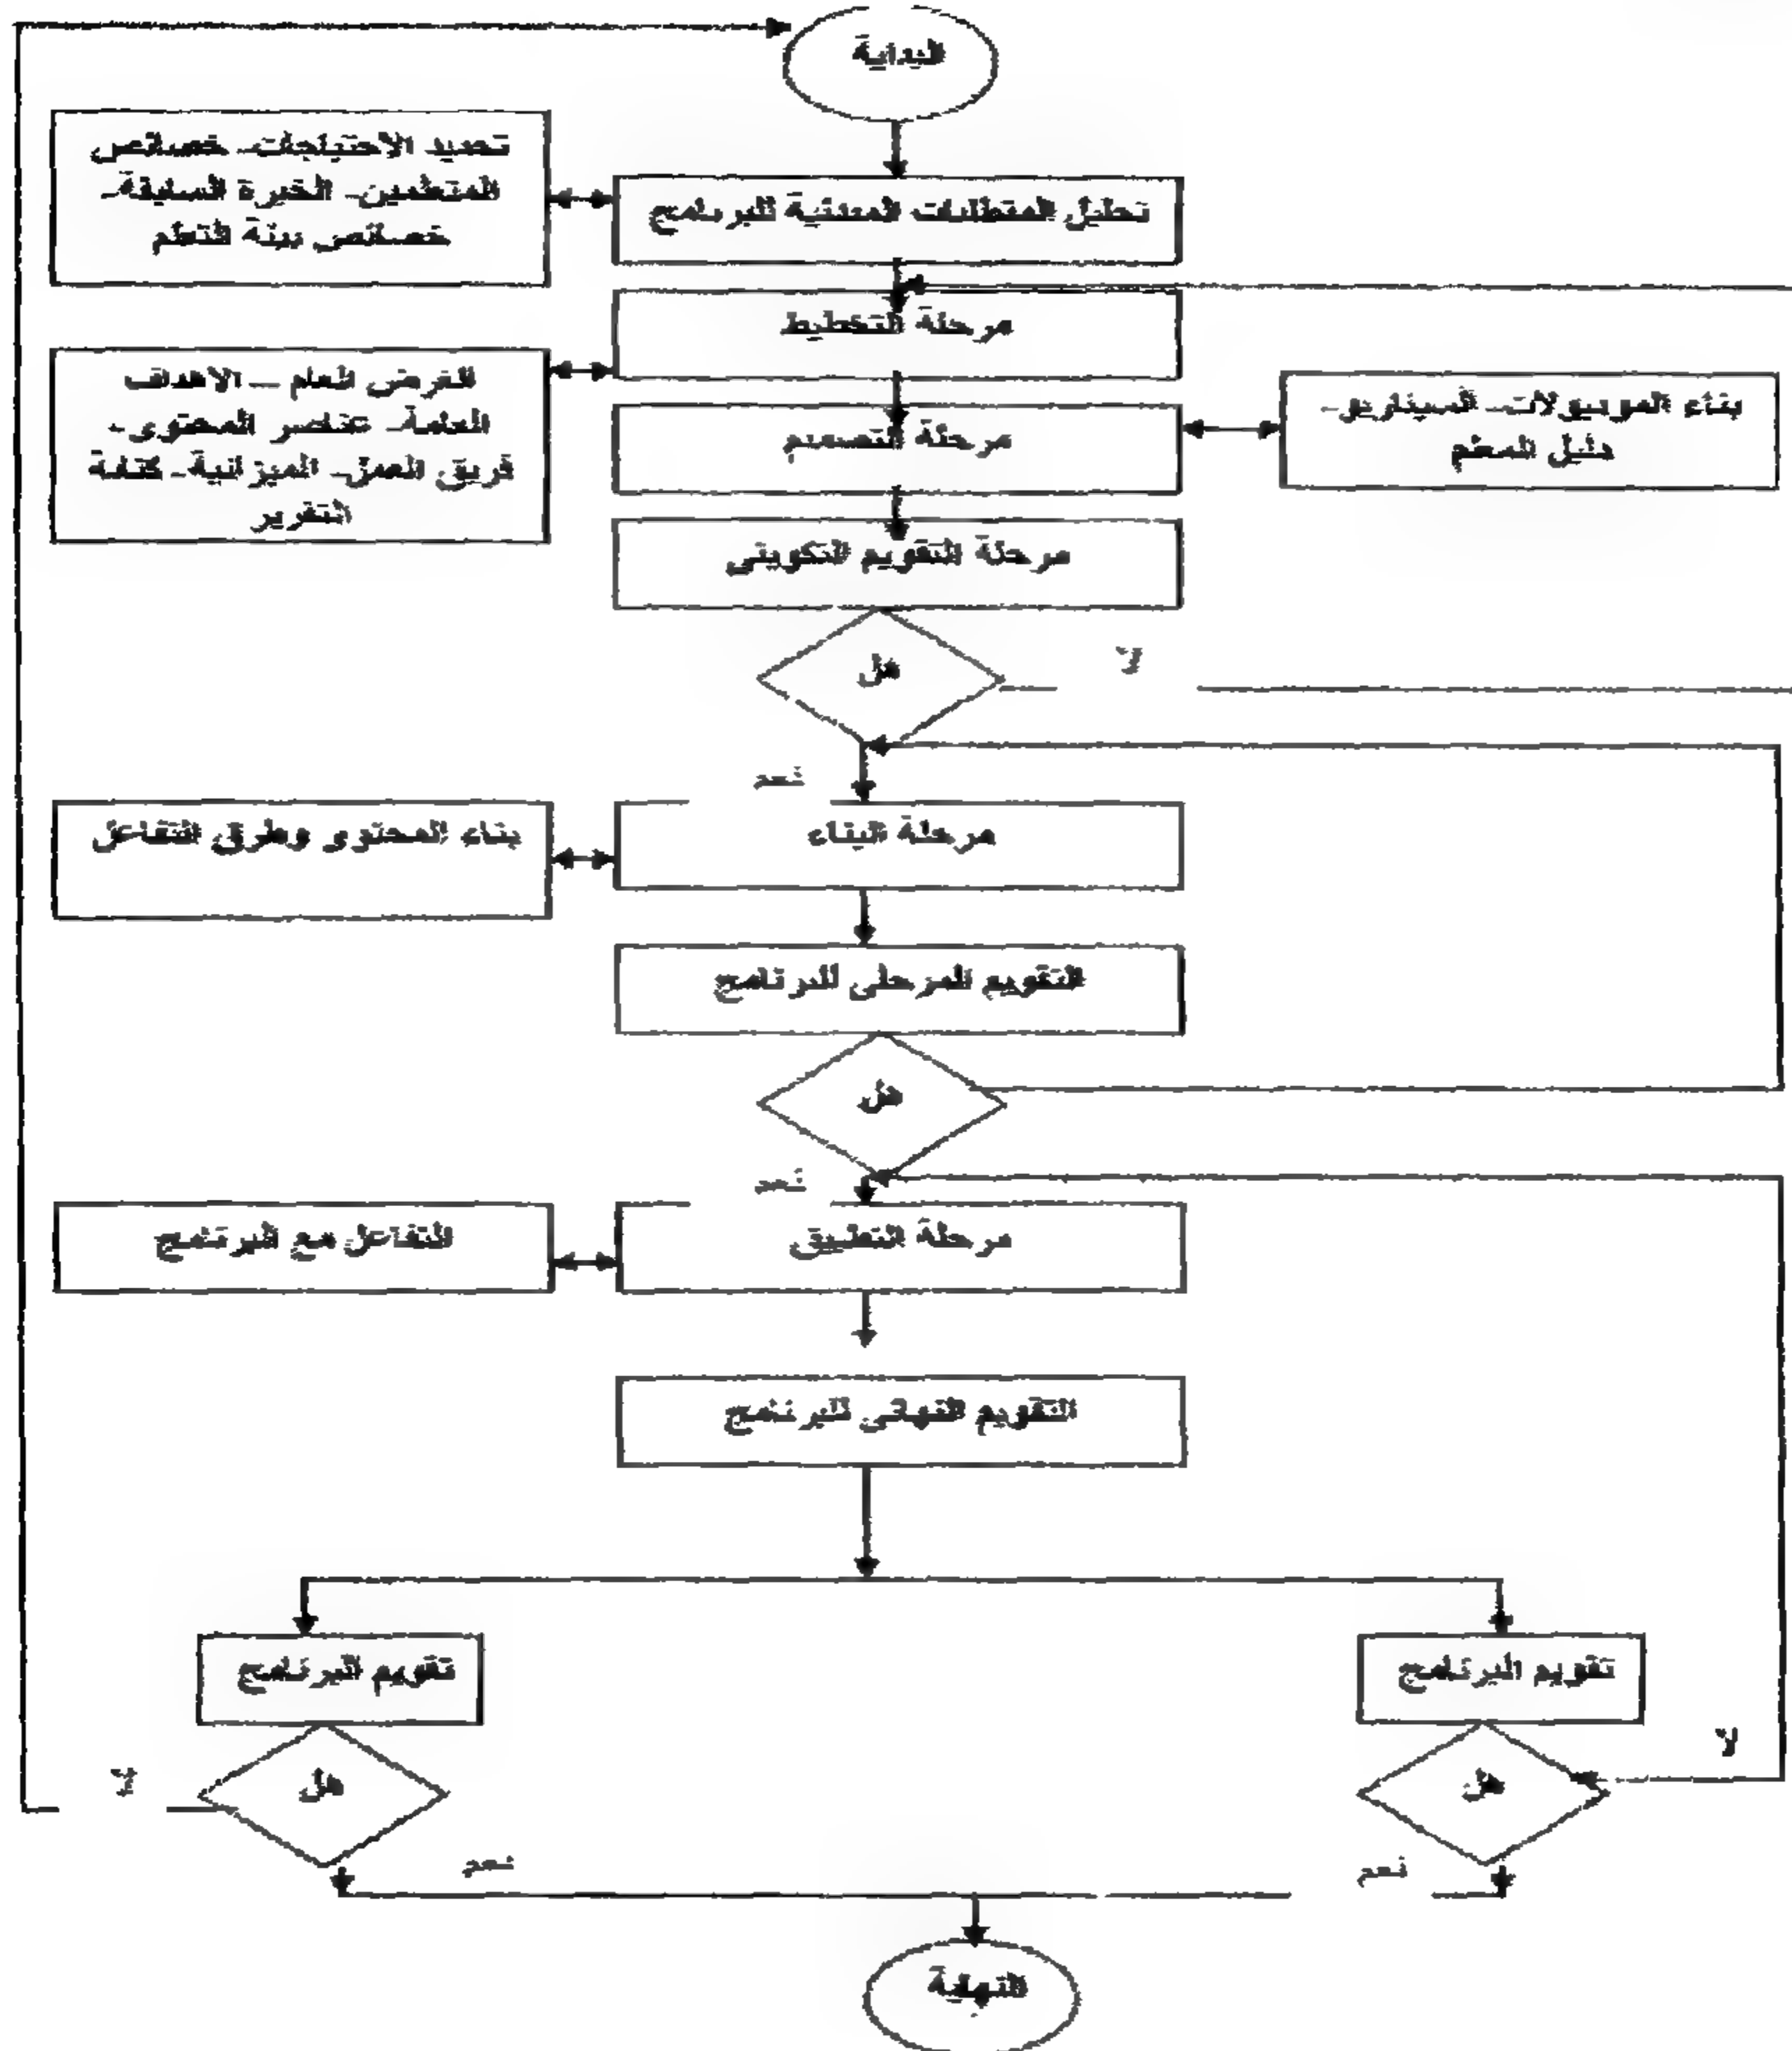 البداية
تحليل المتطلبات المبدئية للبرنامج
تحديد الاحتياجات- خصائص
المتعلمين- الخبرة السابقة-
خصائص بيئة التعلم
مرحلة التخطيط
الغرض العام – الأهداف
العامة- عناصر المحتوى-
فريق العمل- الميزانية- كتابة
التقرير
مرحلة التصميم
بناء الموديولات- السيناريو-
دليل المعلم
مرحلة التقويم التكوينى
هل
لا
نعم
مرحلة البناء
بناء المحتوى وطرق التفاعل
التقويم المرحلى للبرنامج
هل
نعم
مرحلة التطبيق
التفاعل مع البرنامج
التقويم النهائى للبرنامج
تقويم البرنامج
تقويم البرنامج
هل
لا
هل
لا
نعم
نعم
النهاية